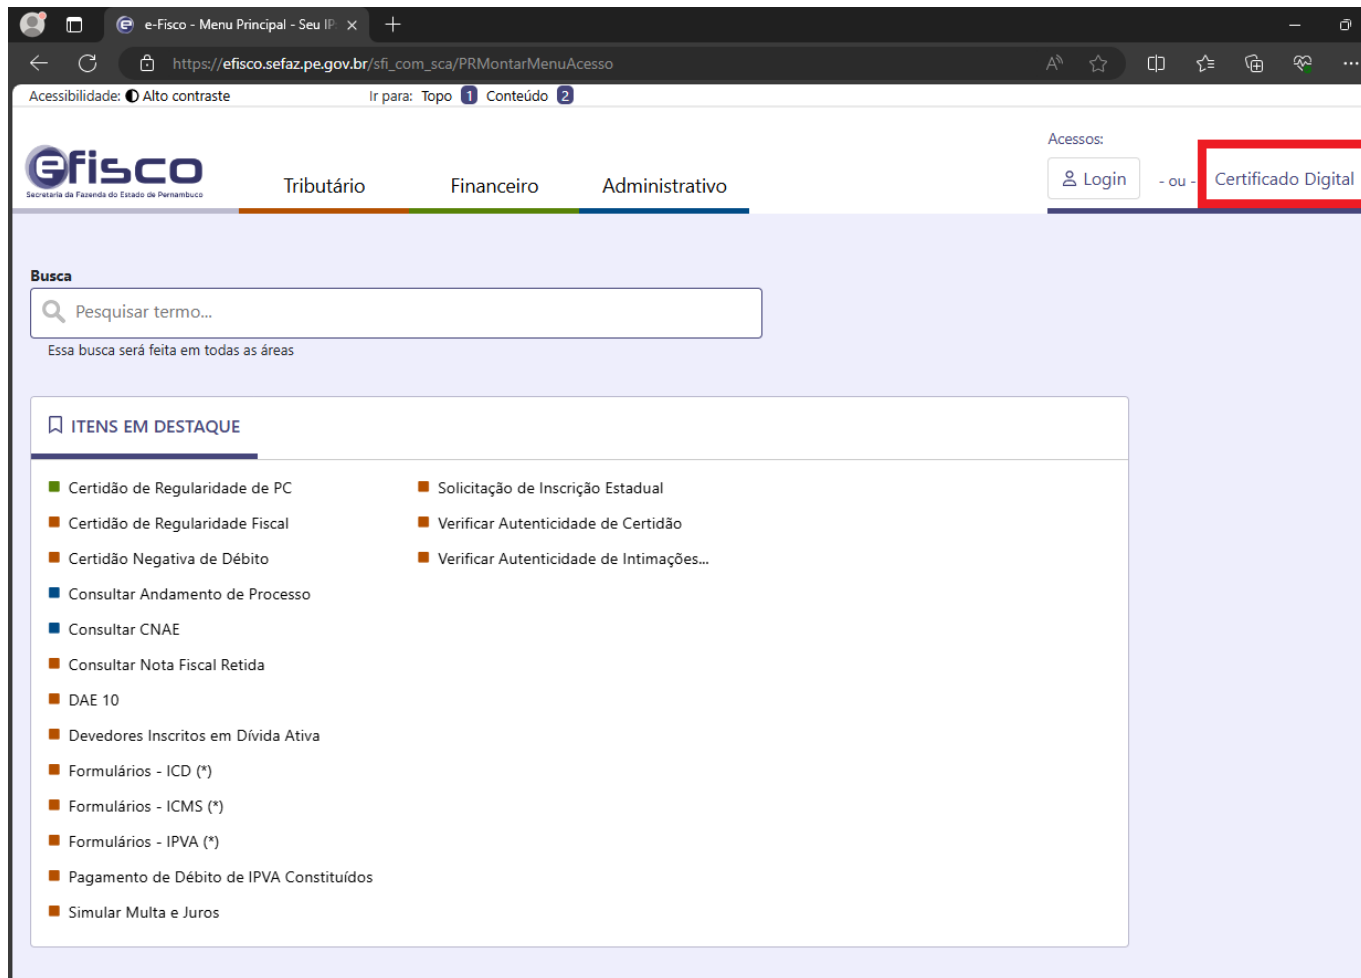 e-Fisco - Menu Principal - Seu IP:
https://efisco.sefaz.pe.gov.br/sfi_com_sca/PRMontarMenuAcesso
Acessibilidade: Alto contraste Ir para: Topo 1 Conteúdo 2
Acessos:
efisco
Secretaria da Fazenda do Estado de Pernambuco
Tributário Financeiro Administrativo
Login - ou - Certificado Digital
Busca
Pesquisar termo...
Essa busca será feita em todas as áreas
ITENS EM DESTAQUE
Certidão de Regularidade de PC
Certidão de Regularidade Fiscal
Certidão Negativa de Débito
Consultar Andamento de Processo
Consultar CNAE
Consultar Nota Fiscal Retida
DAE 10
Devedores Inscritos em Dívida Ativa
Formulários - ICD (*)
Formulários - ICMS (*)
Formulários - IPVA (*)
Pagamento de Débito de IPVA Constituídos
Simular Multa e Juros
Solicitação de Inscrição Estadual
Verificar Autenticidade de Certidão
Verificar Autenticidade de Intimações...